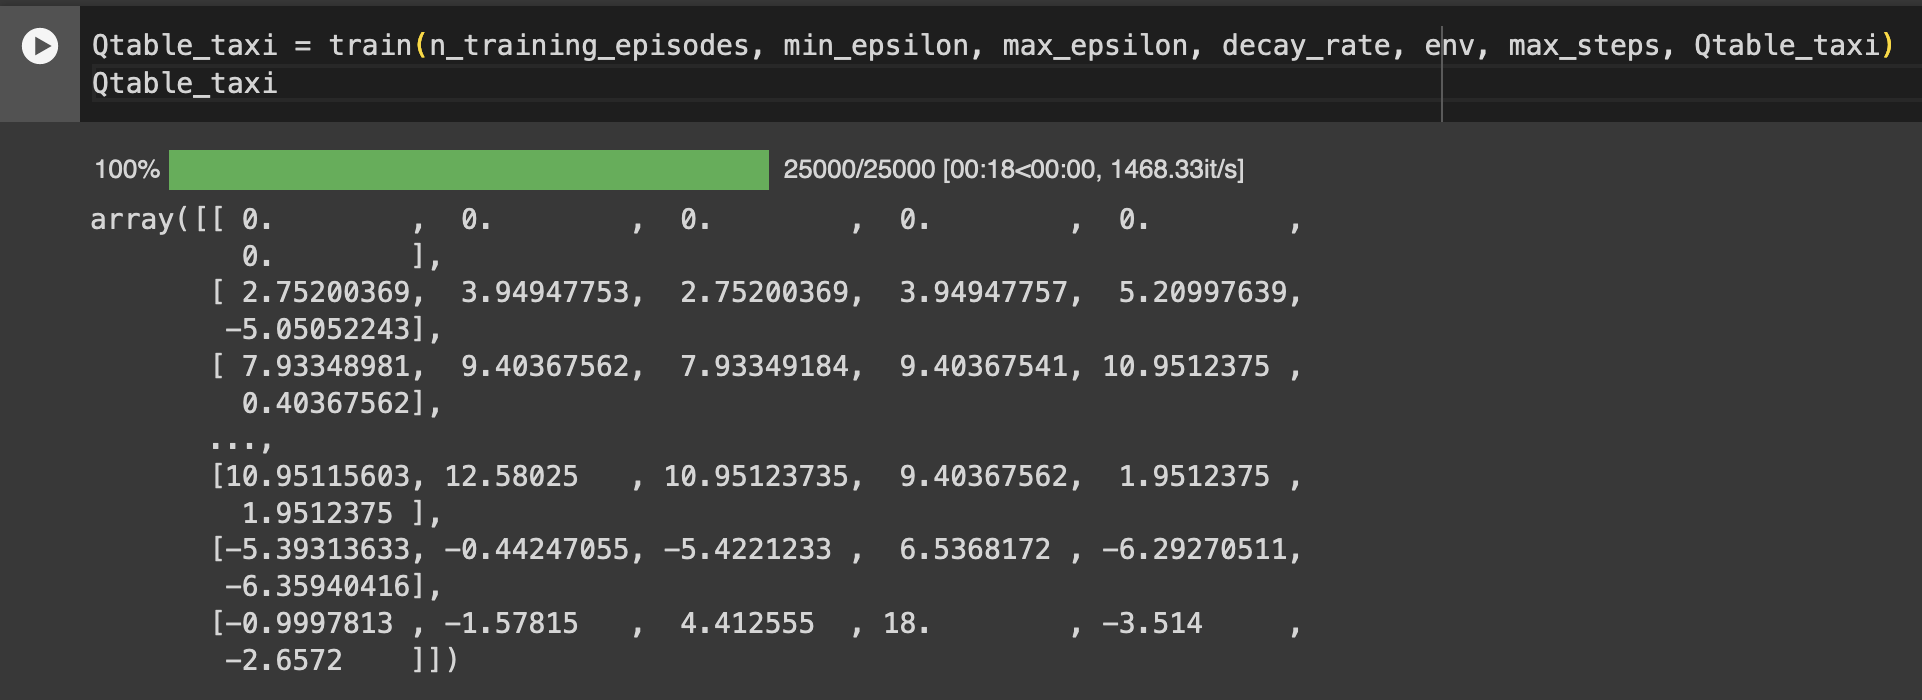 Qtable_taxi = train(n_training_episodes, min_epsilon, max_epsilon, decay_rate, env, max_steps, Qtable_taxi)
Qtable_taxi
100% 25000/25000 [00:18<00:00, 1468.33it/s]
array([[ 0.        ,  0.        ,  0.        ,  0.        ,  0.        ,
         0.        ],
       [ 2.75200369,  3.94947753,  2.75200369,  3.94947757,  5.20997639,
        -5.05052243],
       [ 7.93348981,  9.40367562,  7.93349184,  9.40367541, 10.9512375 ,
         0.40367562],
       ...,
       [10.95115603, 12.58025   , 10.95123735,  9.40367562,  1.9512375 ,
         1.9512375 ],
       [-5.39313633, -0.44247055, -5.4221233 ,  6.5368172 , -6.29270511,
        -6.35940416],
       [-0.9997813 , -1.57815   ,  4.412555  , 18.        , -3.514     ,
        -2.6572    ]])